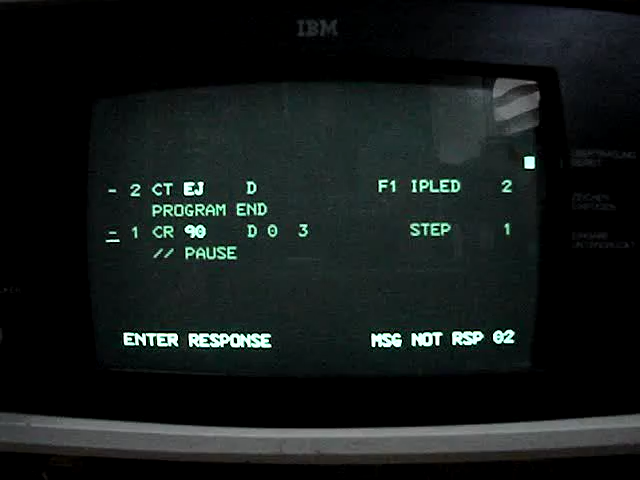 IBM
- 2 CT EJ D F1 IPLED 2
PROGRAM END
- 1 CR 90 D 0 3 STEP 1
// PAUSE
ENTER RESPONSE MSG NOT RSP 02